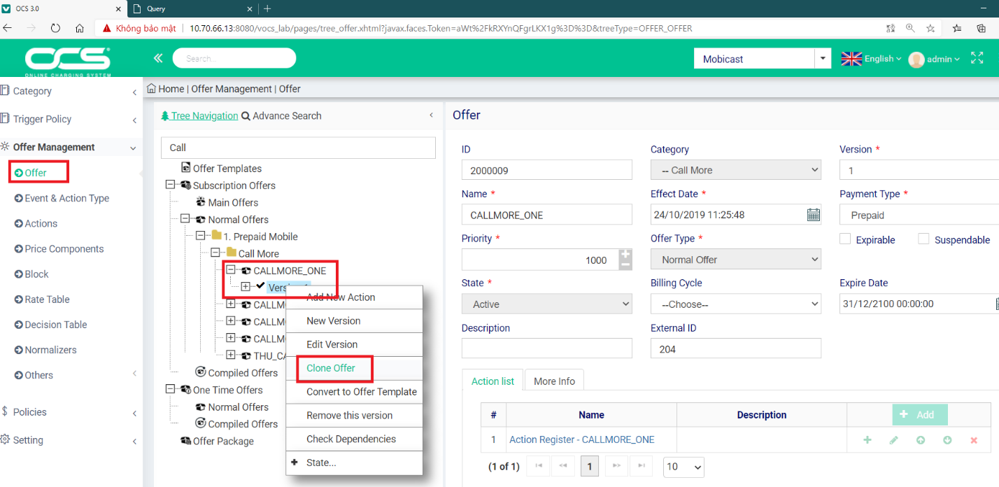 OCS 3.0
Query
Không bảo mật
10.70.66.13:8080/vocs_lab/pages/tree_offer.xhtml?javax.faces.Token=aWt%2FkRXYnQFgrLKX1g%3D%3D&treeType=OFFER_OFFER
OCS
ONLINE CHARGING SYSTEM
Search...
Mobicast
English
admin
Category
Trigger Policy
Offer Management
Offer
Event & Action Type
Actions
Price Components
Block
Rate Table
Decision Table
Normalizers
Others
Policies
Setting
Home | Offer Management | Offer
Tree Navigation Advance Search
Call
Offer Templates
Subscription Offers
Main Offers
Normal Offers
1. Prepaid Mobile
Call More
CALLMORE_ONE
CALLM
CALLM
CALLM
THU_CA
Compiled Offers
One Time Offers
Normal Offers
Compiled Offers
Offer Package
Add New Action
New Version
Edit Version
Clone Offer
Convert to Offer Template
Remove this version
Check Dependencies
State...
Offer
ID
2000009
Category
-- Call More
Version *
1
Name *
CALLMORE_ONE
Effect Date *
24/10/2019 11:25:48
Payment Type *
Prepaid
Priority *
1000
Offer Type *
Normal Offer
Expirable
Suspendable
State *
Active
Billing Cycle
--Choose--
Expire Date
31/12/2100 00:00:00
Description
External ID
204
Action list
More Info
# Name Description Add
1 Action Register - CALLMORE_ONE
(1 of 1) 1 10